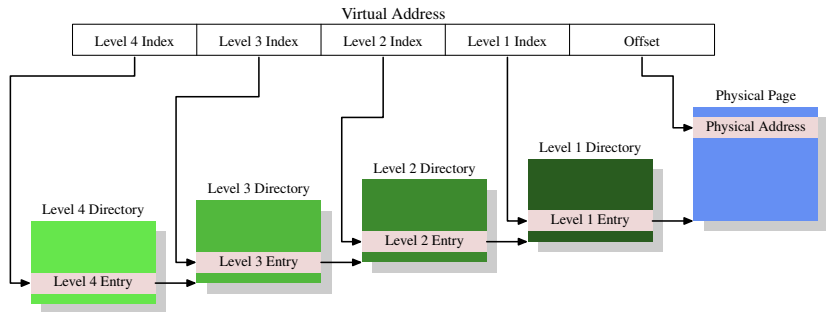 Virtual Address
Level 4 Index
Level 3 Index
Level 2 Index
Level 1 Index
Offset
Physical Page
Physical Address
Level 1 Directory
Level 1 Entry
Level 2 Directory
Level 2 Entry
Level 3 Directory
Level 3 Entry
Level 4 Directory
Level 4 Entry